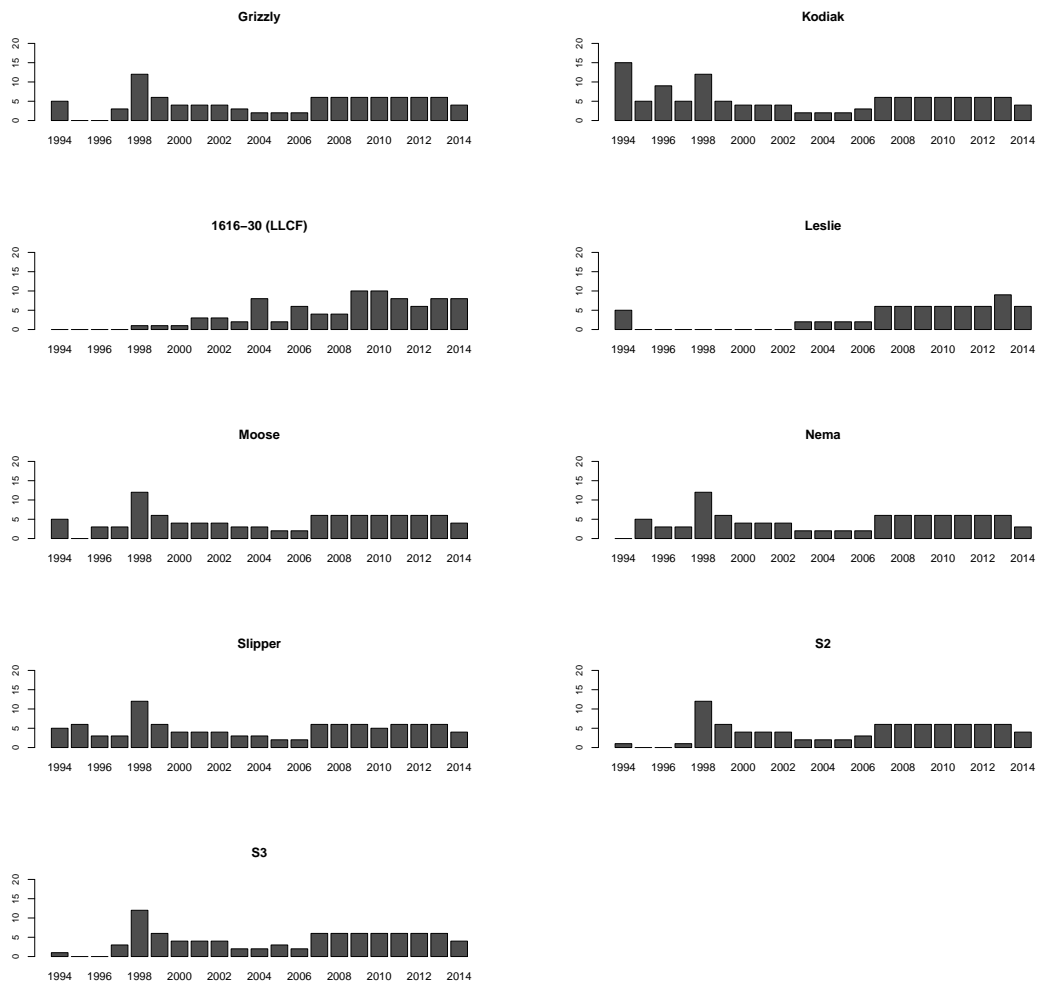 Grizzly
0 5 10 15 20
1994 1996 1998 2000 2002 2004 2006 2008 2010 2012 2014
Kodiak
0 5 10 15 20
1994 1996 1998 2000 2002 2004 2006 2008 2010 2012 2014
1616−30 (LLCF)
0 5 10 15 20
1994 1996 1998 2000 2002 2004 2006 2008 2010 2012 2014
Leslie
0 5 10 15 20
1994 1996 1998 2000 2002 2004 2006 2008 2010 2012 2014
Moose
0 5 10 15 20
1994 1996 1998 2000 2002 2004 2006 2008 2010 2012 2014
Nema
0 5 10 15 20
1994 1996 1998 2000 2002 2004 2006 2008 2010 2012 2014
Slipper
0 5 10 15 20
1994 1996 1998 2000 2002 2004 2006 2008 2010 2012 2014
S2
0 5 10 15 20
1994 1996 1998 2000 2002 2004 2006 2008 2010 2012 2014
S3
0 5 10 15 20
1994 1996 1998 2000 2002 2004 2006 2008 2010 2012 2014